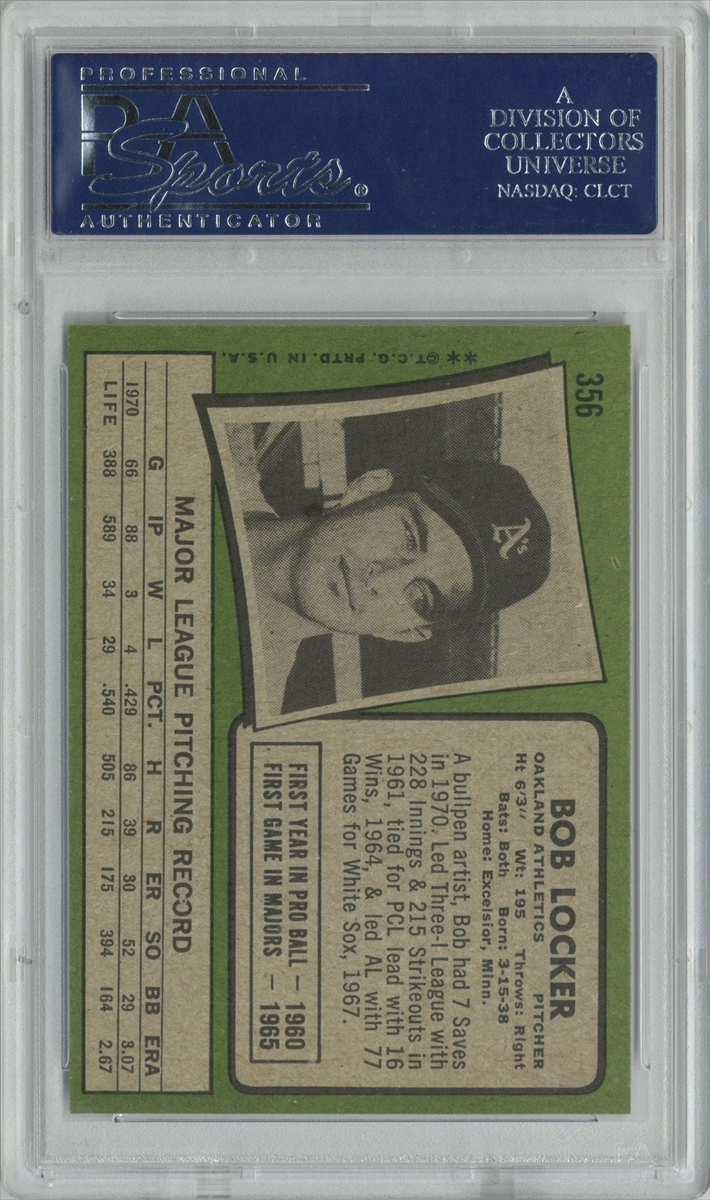 PROFESSIONAL
PSA
Sports®
AUTHENTICATOR
A
DIVISION OF
COLLECTORS
UNIVERSE
NASDAQ: CLCT
356
**©T.C.G. PRTD. IN U.S.A.
A's
BOB LOCKER
OAKLAND ATHLETICS PITCHER
Ht 6'3" Wt: 195 Throws: Right
Bats: Both Born: 3-15-38
Home: Excelsior, Minn.
A bullpen artist, Bob had 7 Saves
in 1970. Led Three-I League with
228 Innings & 215 Strikeouts in
1961, tied for PCL lead with 16
Wins, 1964, & led AL with 77
Games for White Sox, 1967.
FIRST YEAR IN PRO BALL — 1960
FIRST GAME IN MAJORS — 1965
MAJOR LEAGUE PITCHING RECORD
G IP W L PCT. H R ER SO BB ERA
1970 66 88 3 4 .429 86 39 30 52 29 3.07
LIFE 388 589 34 29 .540 505 215 175 394 164 2.67